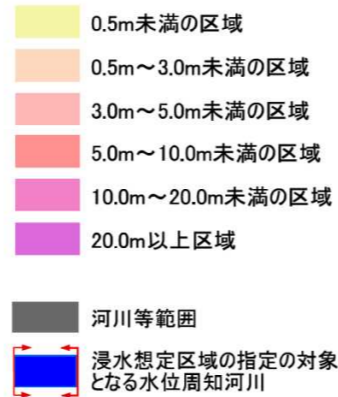 0.5m未満の区域
0.5m～3.0m未満の区域
3.0m～5.0m未満の区域
5.0m～10.0m未満の区域
10.0m～20.0m未満の区域
20.0m以上区域
河川等範囲
浸水想定区域の指定の対象
となる水位周知河川